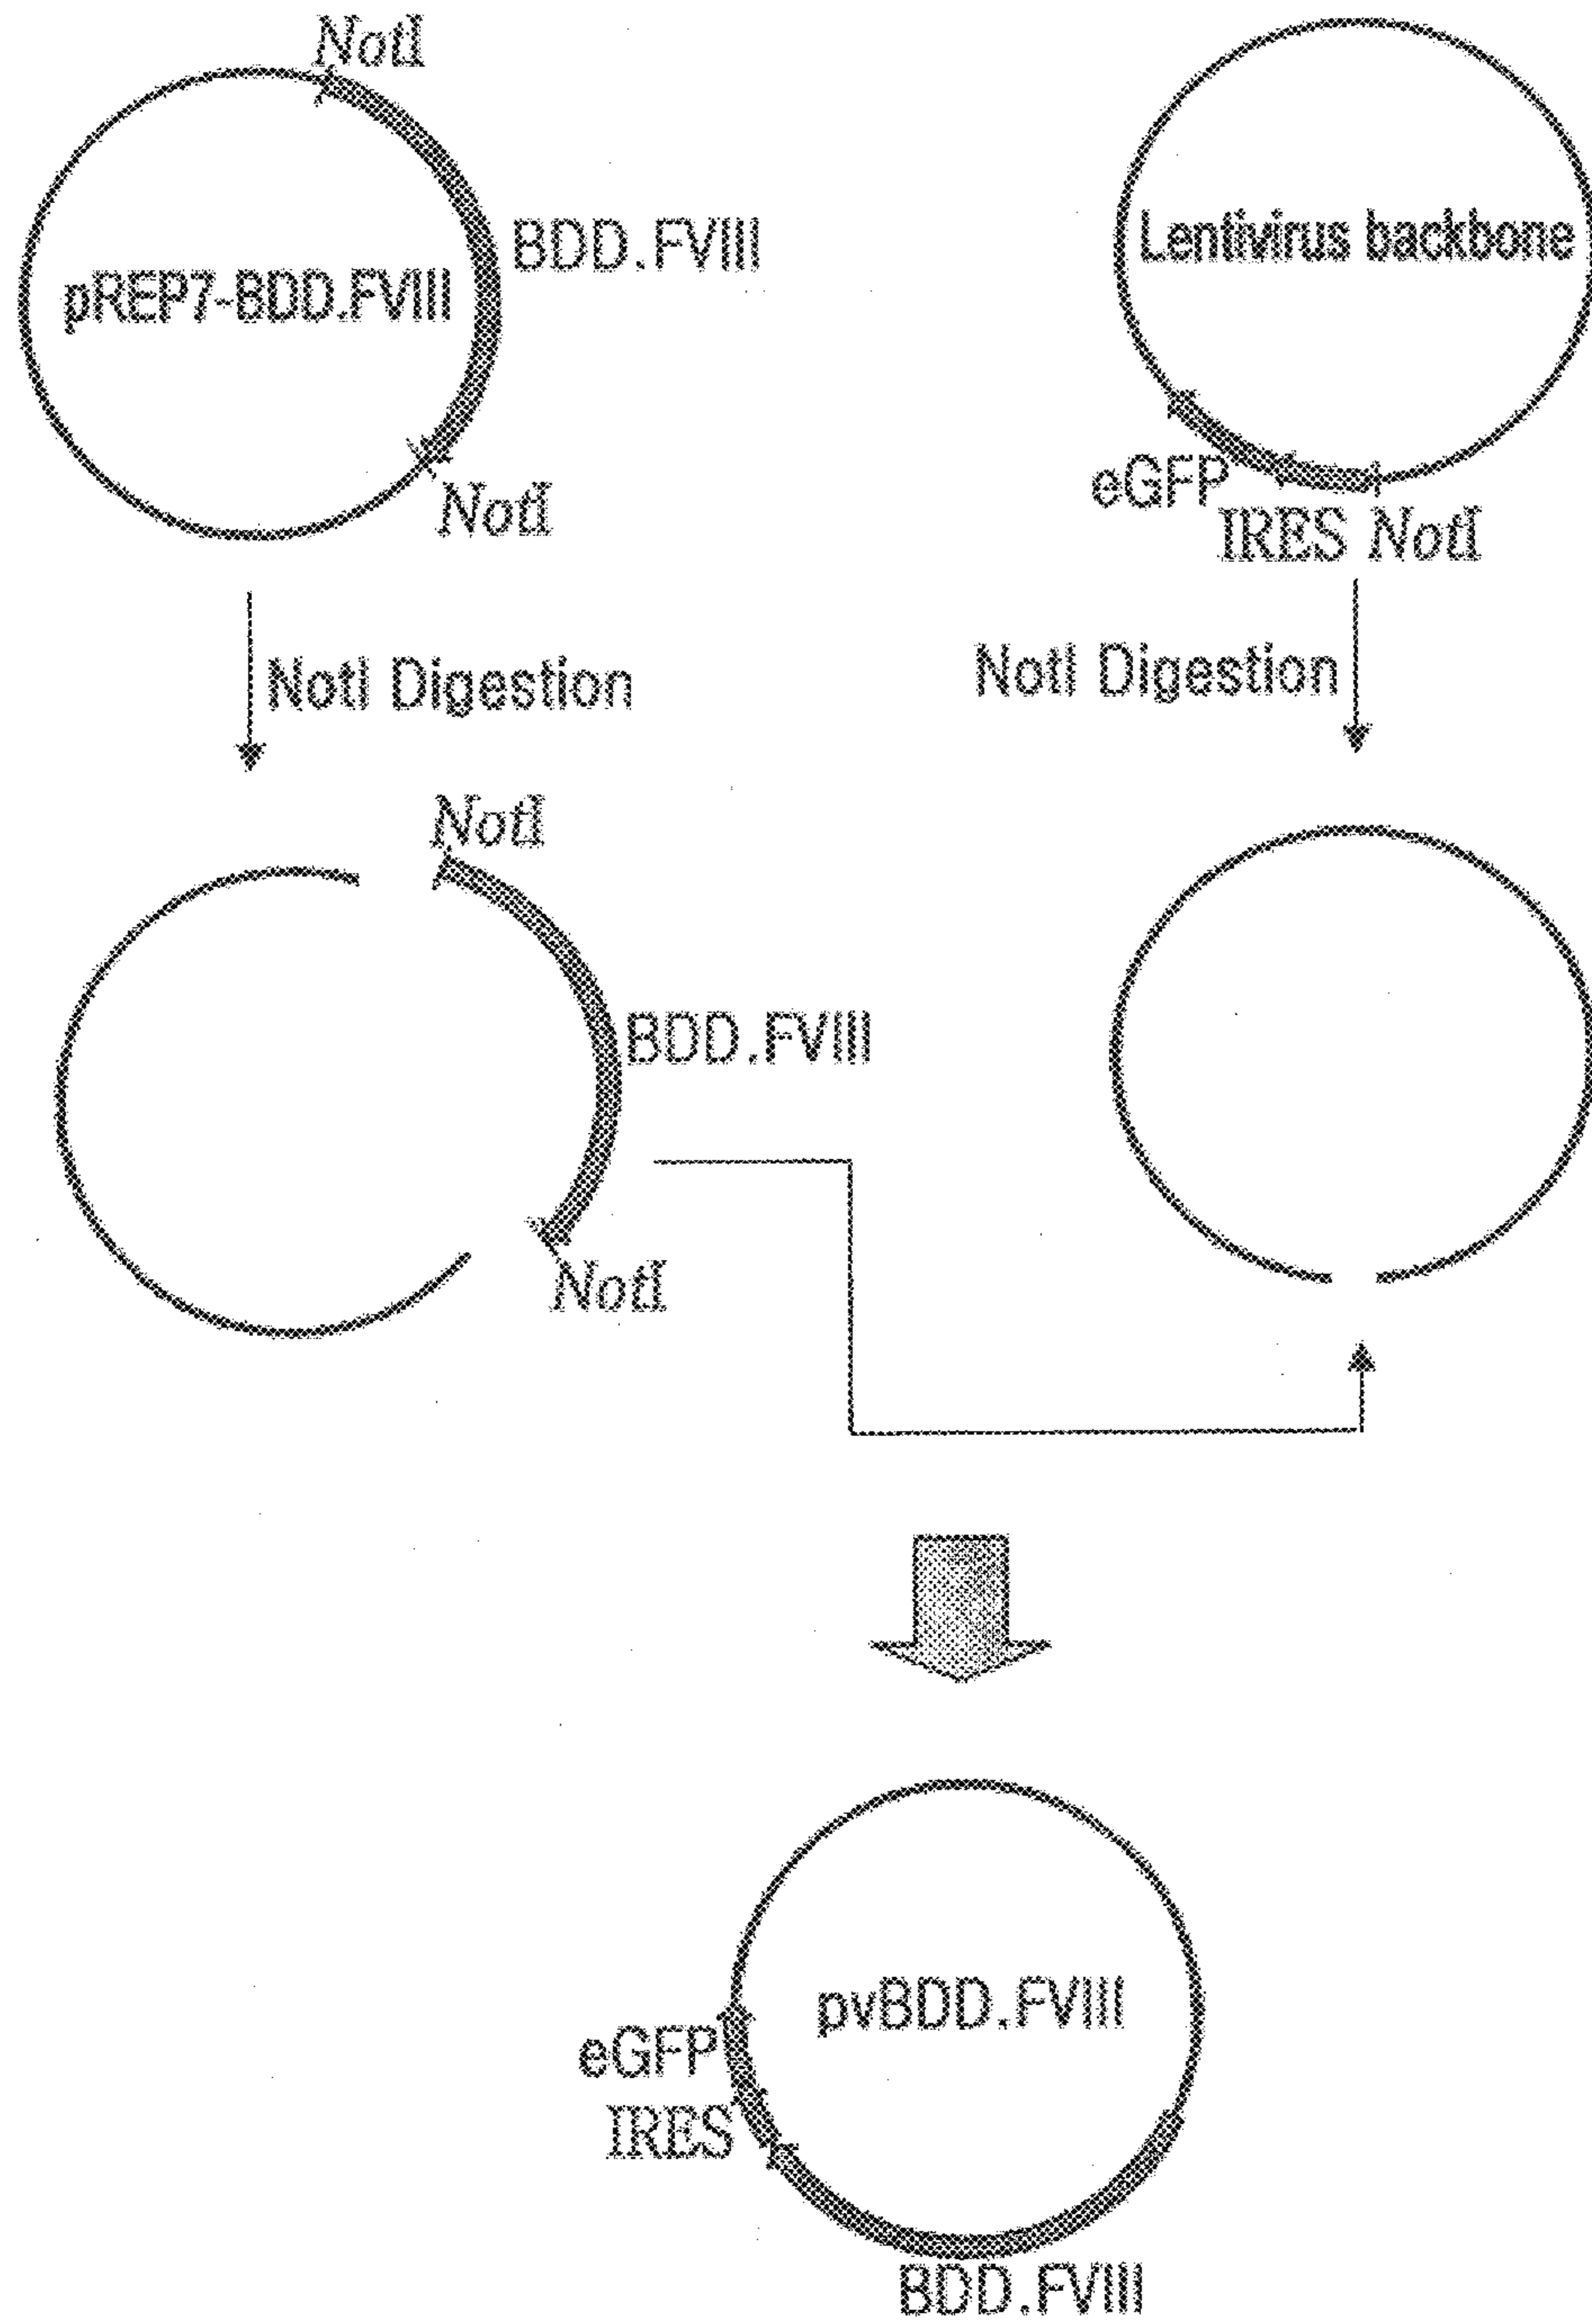 NotI
BDD.FVIII
pREP7-BDD.FVIII
NotI
Lentivirus backbone
eGFP
IRES NotI
NotI Digestion
NotI Digestion
NotI
BDD.FVIII
NotI
pvBDD.FVIII
eGFP
IRES
BDD.FVIII